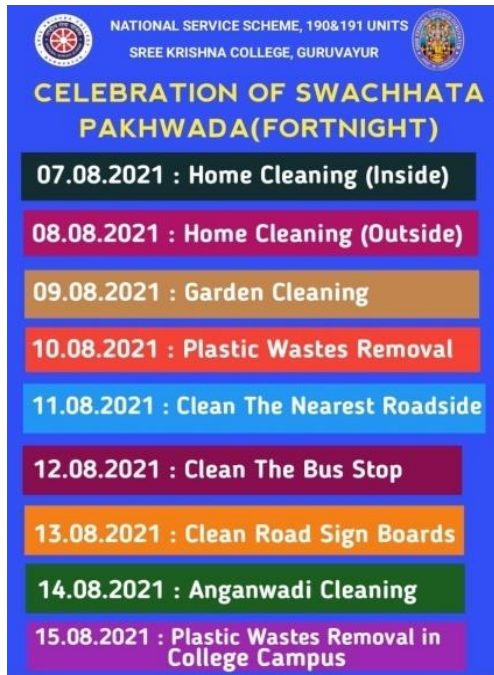 NATIONAL SERVICE SCHEME, 190&191 UNITS
SREE KRISHNA COLLEGE, GURUVAYUR
CELEBRATION OF SWACHHATA
PAKHWADA(FORTNIGHT)
07.08.2021 : Home Cleaning (Inside)
08.08.2021 : Home Cleaning (Outside)
09.08.2021 : Garden Cleaning
10.08.2021 : Plastic Wastes Removal
11.08.2021 : Clean The Nearest Roadside
12.08.2021 : Clean The Bus Stop
13.08.2021 : Clean Road Sign Boards
14.08.2021 : Anganwadi Cleaning
15.08.2021 : Plastic Wastes Removal in
College Campus